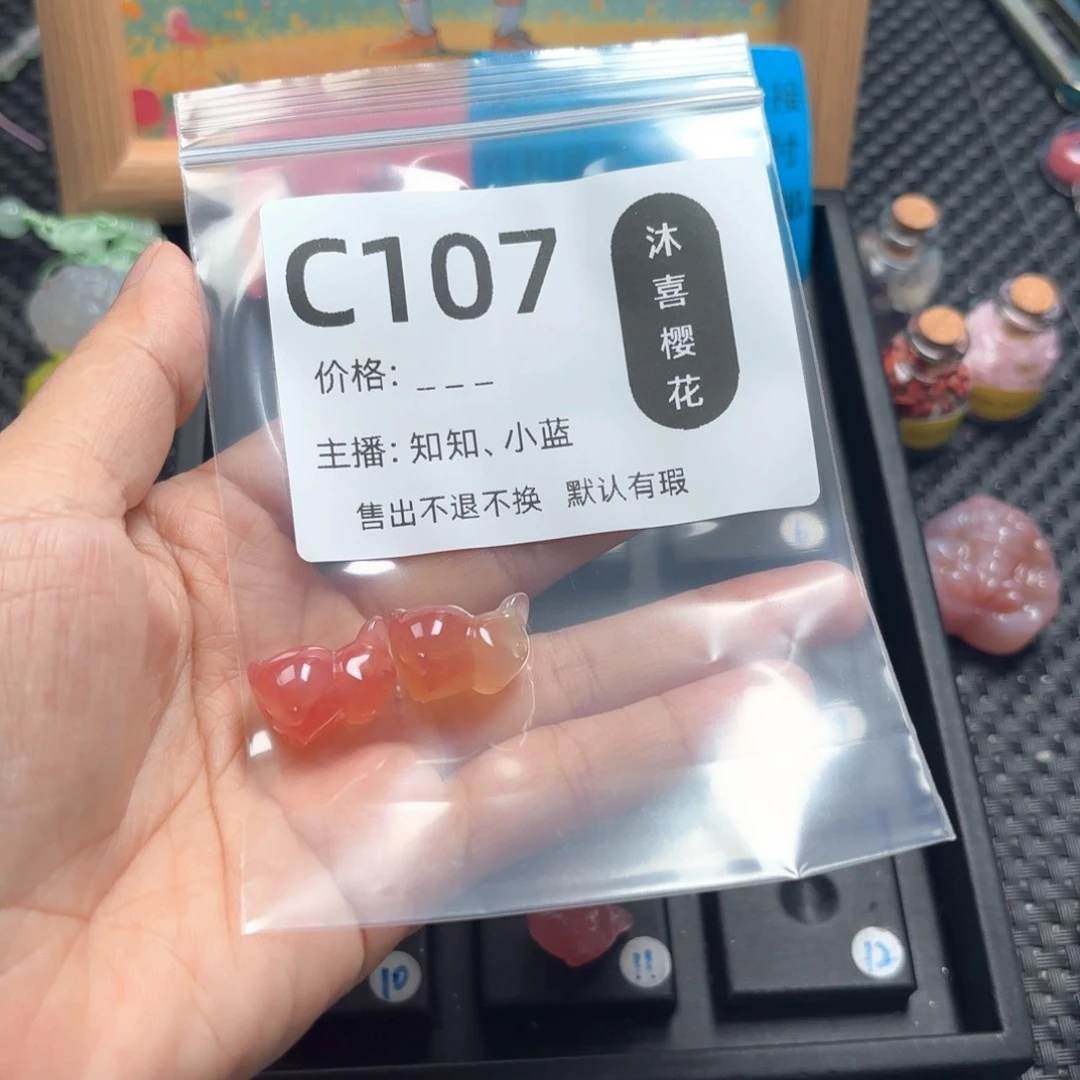 C107
沐喜樱花
价格: _ _ _
主播: 知知、小蓝
售出不退不换 默认有瑕
10
11
12